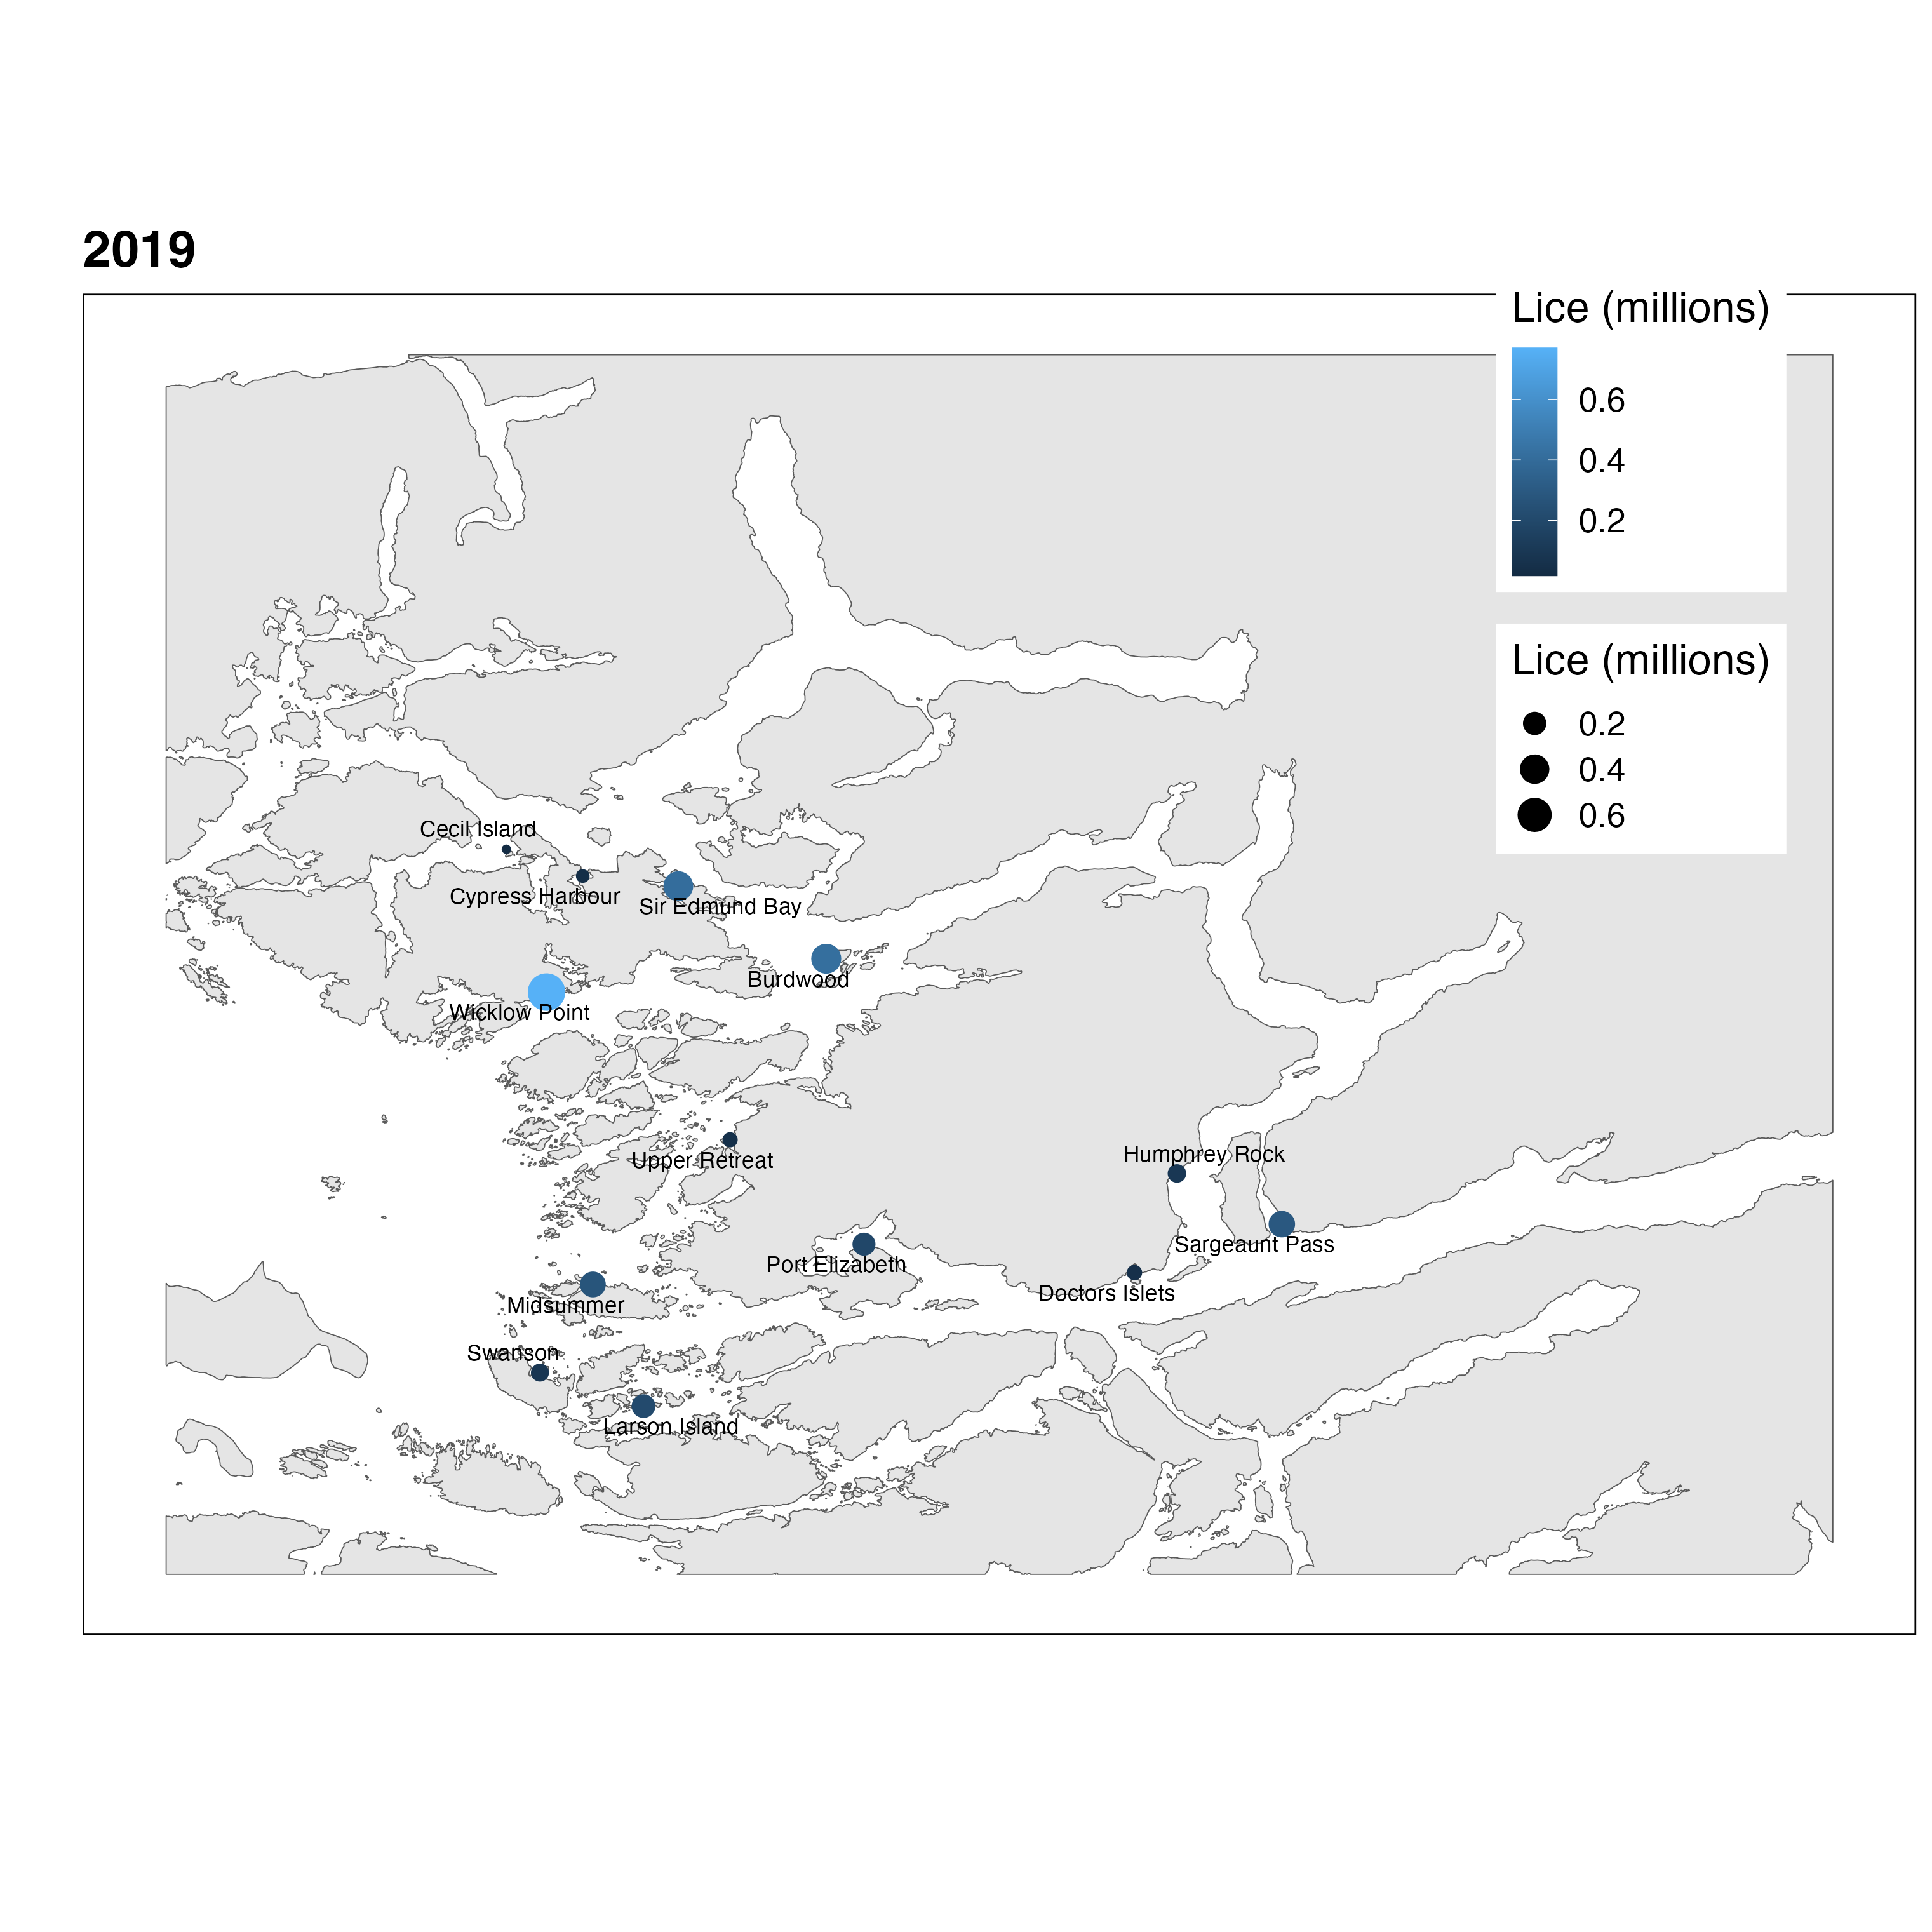 2019
Lice (millions)
0.6
0.4
0.2
Lice (millions)
0.2
0.4
0.6
Cecil Island
Cypress Harbour
Sir Edmund Bay
Burdwood
Wicklow Point
Upper Retreat
Humphrey Rock
Sargeaunt Pass
Port Elizabeth
Doctors Islets
Midsummer
Swanson
Larson Island